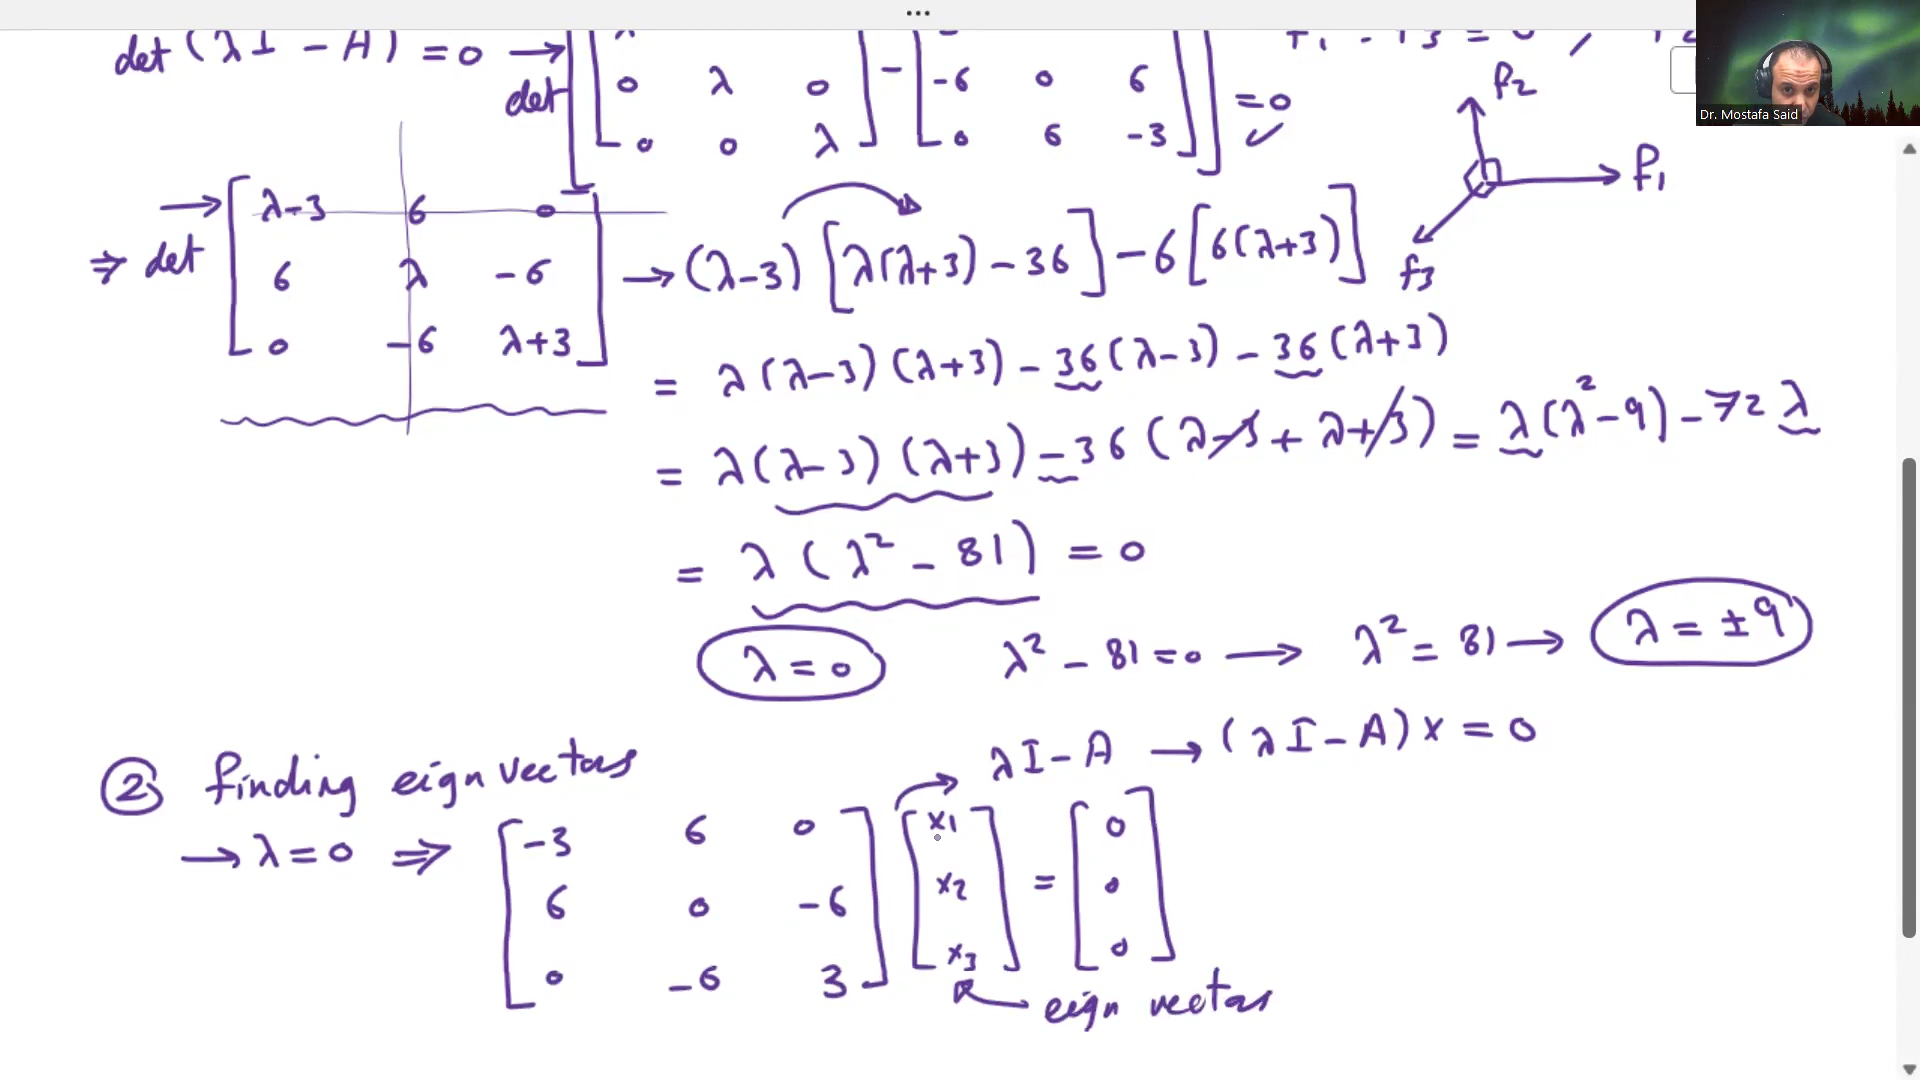 det (λI - A) = 0 → det [[ 0 λ 0 - -6 0 6 ]] = 0
0 0 λ 0 6 -3 ✓
f2
Dr. Mostafa Said
f1
f3
→ [λ-3 6 0]
⇒ det [6 λ -6] → (λ-3) [λ(λ+3) - 36] - 6[6(λ+3)]
[0 -6 λ+3]
= λ(λ-3)(λ+3) - 36(λ-3) - 36(λ+3)
= λ(λ-3)(λ+3) - 36(λ-3 + λ+3) = λ(λ² - 9) - 72 λ
= λ(λ² - 81) = 0
λ = 0 λ² - 81 = 0 → λ² = 81 → λ = ± 9
② finding eign vectors λI - A → (λI - A) x = 0
→ λ = 0 ⇒ [-3 6 0] [x1] [0]
[6 0 -6] [x2] = [0]
[0 -6 3] [x3] [0]
eign vectors